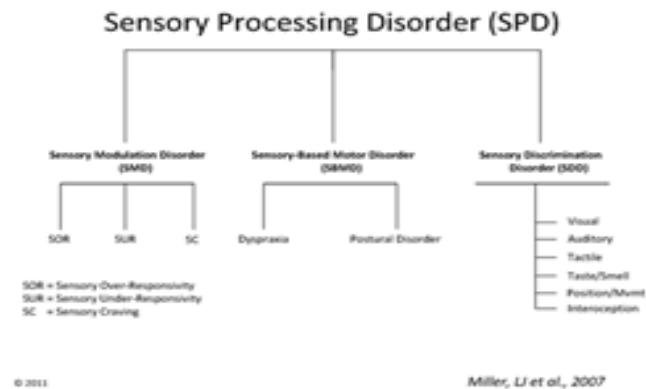 Sensory Processing Disorder (SPD)
Sensory Modulation Disorder
(SMD)
Sensory-Based Motor Disorder
(SBMD)
Sensory Discrimination
Disorder (SDD)
SOR
SUR
SC
Dyspraxia
Postural Disorder
Visual
Auditory
Tactile
Taste/Smell
Position/Mvmt
Interoception
SOR = Sensory Over-Responsivity
SUR = Sensory Under-Responsivity
SC = Sensory Craving
© 2011
Miller, LJ et al., 2007